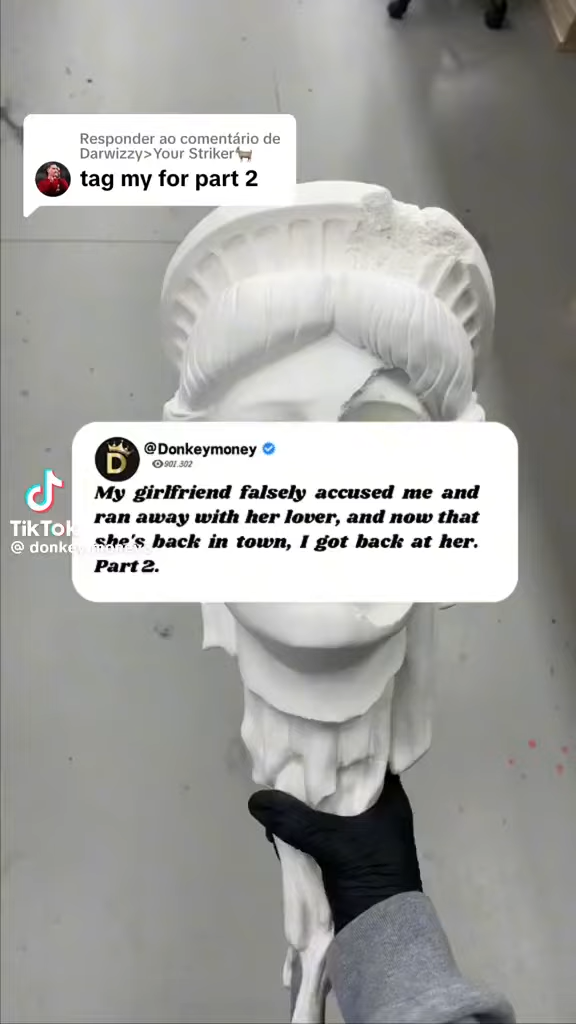 Responder ao comentário de
Darwizzy>Your Striker🐐
tag my for part 2
@Donkeymoney
901.302
My girlfriend falsely accused me and
ran away with her lover, and now that
she's back in town, I got back at her.
Part 2.
TikTok